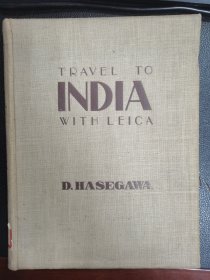 TRAVEL TO
INDIA
WITH LEICA
D. HASEGAWA